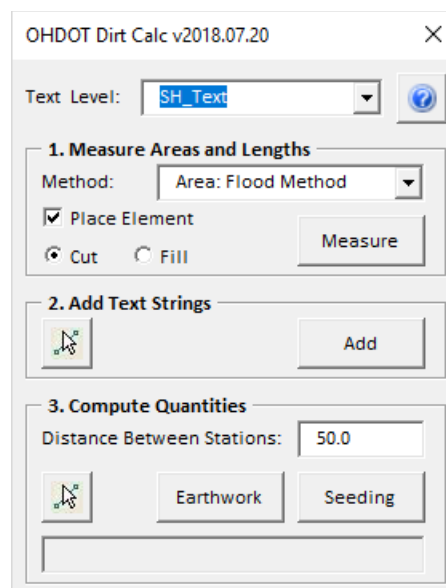 OHDOT Dirt Calc v2018.07.20
Text Level: SH_Text
1. Measure Areas and Lengths
Method: Area: Flood Method
Place Element
Cut Fill Measure
2. Add Text Strings
Add
3. Compute Quantities
Distance Between Stations: 50.0
Earthwork Seeding